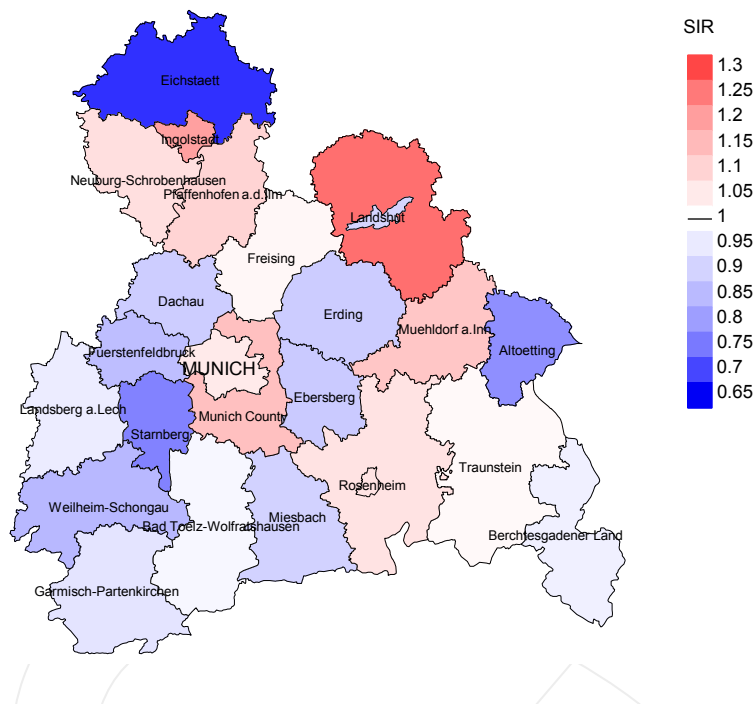 SIR
1.3
1.25
1.2
1.15
1.1
1.05
1
0.95
0.9
0.8
0.75
0.7
0.65
Eichstaett
Ingolstadt
Neuburg-Schrobenhausen
Pfaffenhofen a.d.Ilm
Landshut
Freising
Dachau
Erding
Muehldorf a.Inn
Altoetting
Fuerstenfeldbruck
MUNICH
Ebersberg
Landsberg a.Lech
Munich County
Starnberg
Traunstein
Rosenheim
Weilheim-Schongau
Miesbach
Bad Toelz-Wolfratshausen
Berchtesgadener Land
Garmisch-Partenkirchen